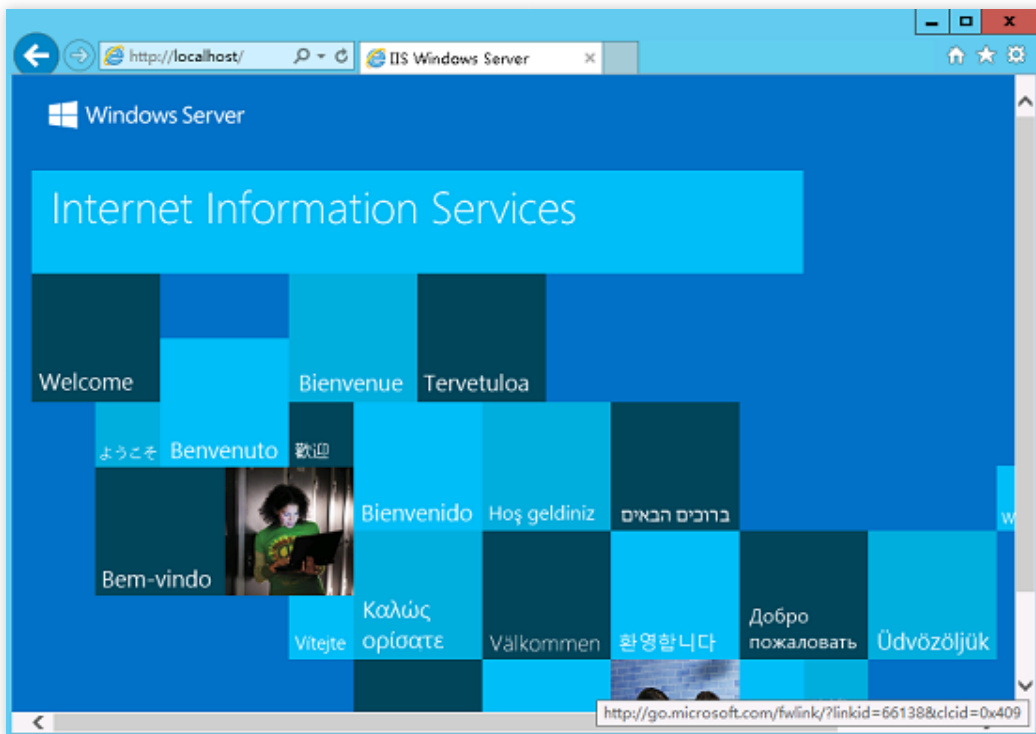 http://localhost/
IIS Windows Server
Windows Server
Internet Information Services
Welcome
Bienvenue
Tervetuloa
ようこそ
Benvenuto
歡迎
Bienvenido
Hoş geldiniz
ברוכים הבאים
W
Bem-vindo
Vítejte
Καλώς
ορίσατε
Välkommen
환영합니다
Добро
пожаловать
Üdvözöljük
http://go.microsoft.com/fwlink/?linkid=66138&clcid=0x409